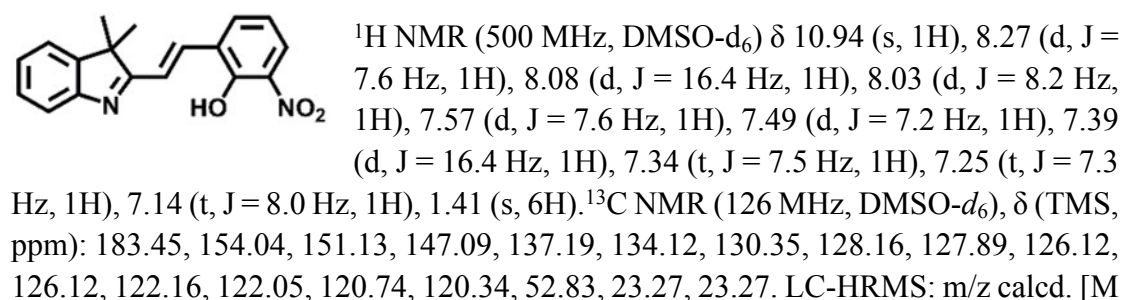 N
HO
NO₂
¹H NMR (500 MHz, DMSO-d₆) δ 10.94 (s, 1H), 8.27 (d, J =
7.6 Hz, 1H), 8.08 (d, J = 16.4 Hz, 1H), 8.03 (d, J = 8.2 Hz,
1H), 7.57 (d, J = 7.6 Hz, 1H), 7.49 (d, J = 7.2 Hz, 1H), 7.39
(d, J = 16.4 Hz, 1H), 7.34 (t, J = 7.5 Hz, 1H), 7.25 (t, J = 7.3
Hz, 1H), 7.14 (t, J = 8.0 Hz, 1H), 1.41 (s, 6H).¹³C NMR (126 MHz, DMSO-d₆), δ (TMS,
ppm): 183.45, 154.04, 151.13, 147.09, 137.19, 134.12, 130.35, 128.16, 127.89, 126.12,
126.12, 122.16, 122.05, 120.74, 120.34, 52.83, 23.27, 23.27. LC-HRMS: m/z calcd. [M